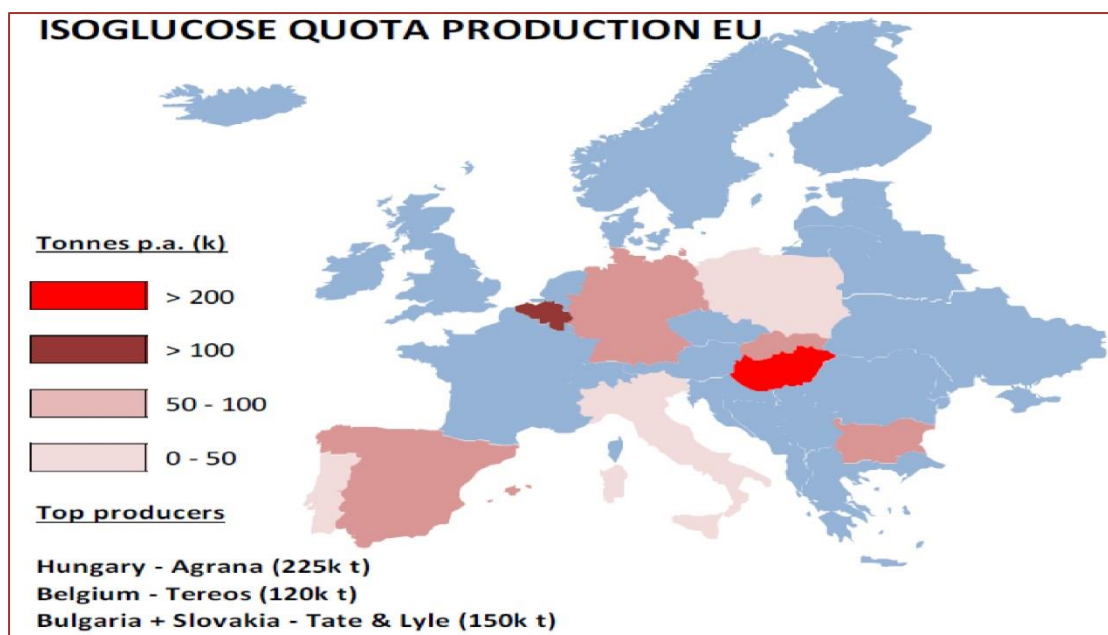 ISOGLUCOSE QUOTA PRODUCTION EU
Tonnes p.a. (k)
> 200
> 100
50 - 100
0 - 50
Top producers
Hungary - Agrana (225k t)
Belgium - Tereos (120k t)
Bulgaria + Slovakia - Tate & Lyle (150k t)